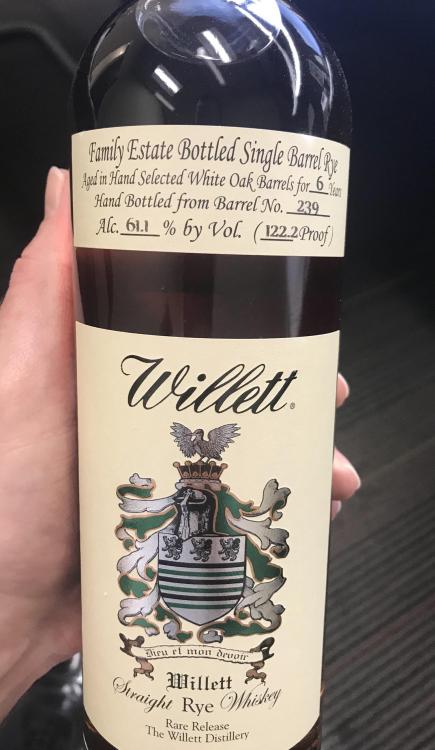 Family Estate Bottled Single Barrel Rye
Aged in Hand Selected White Oak Barrels for 6 Years
Hand Bottled from Barrel No. 239
Alc. 61.1 % by Vol. (122.2 Proof)
Willett®
Dieu et mon devoir
Willett
Straight Rye Whiskey
Rare Release
The Willett Distillery